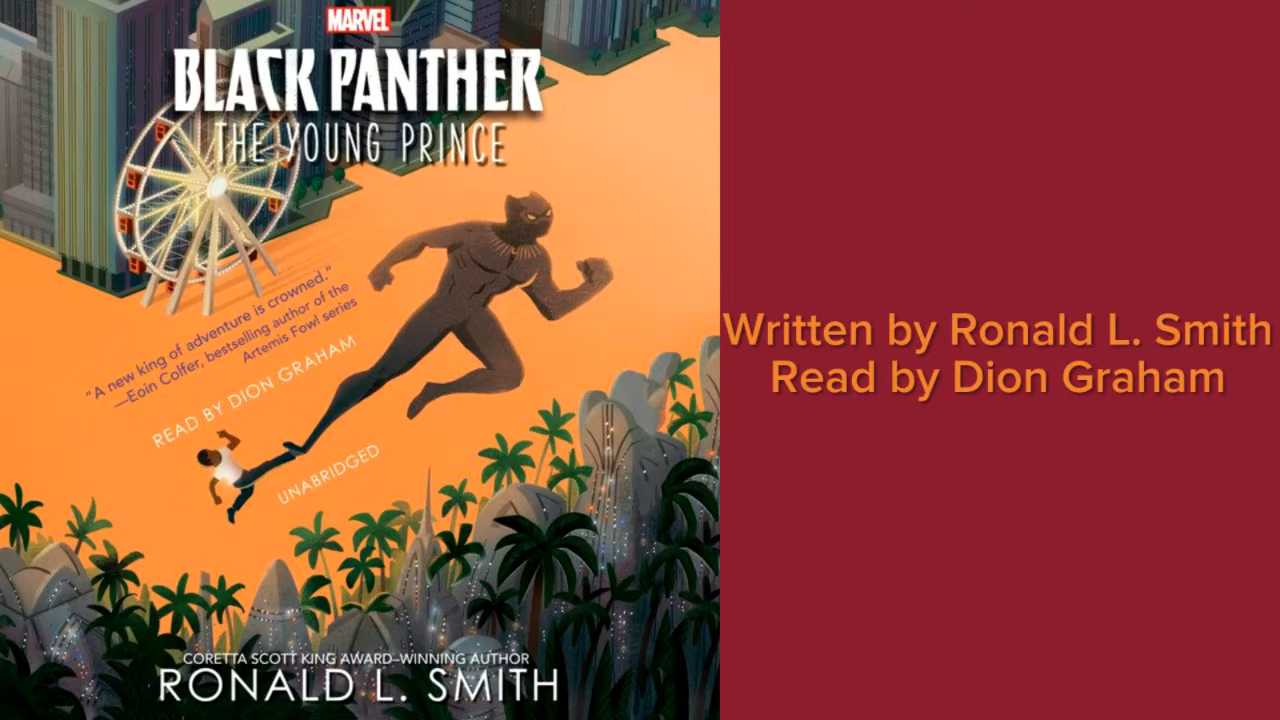 MARVEL
BLACK PANTHER
THE YOUNG PRINCE
"A new king of adventure is crowned."
—Eoin Colfer, bestselling author of the
Artemis Fowl series
READ BY DION GRAHAM
UNABRIDGED
CORETTA SCOTT KING AWARD–WINNING AUTHOR
RONALD L. SMITH
Written by Ronald L. Smith
Read by Dion Graham